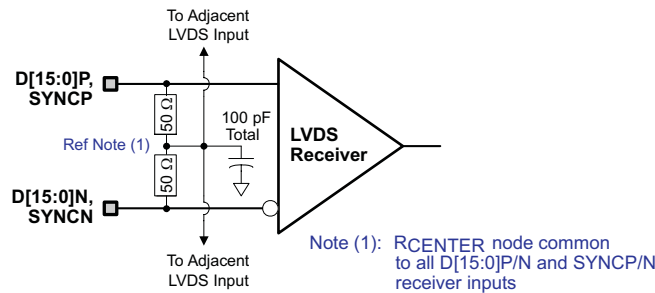 To Adjacent
LVDS Input
D[15:0]P,
SYNCP
50 Ω
100 pF
Total
LVDS
Receiver
Ref Note (1)
50 Ω
D[15:0]N,
SYNCN
To Adjacent
LVDS Input
Note (1): RCENTER node common
to all D[15:0]P/N and SYNCP/N
receiver inputs